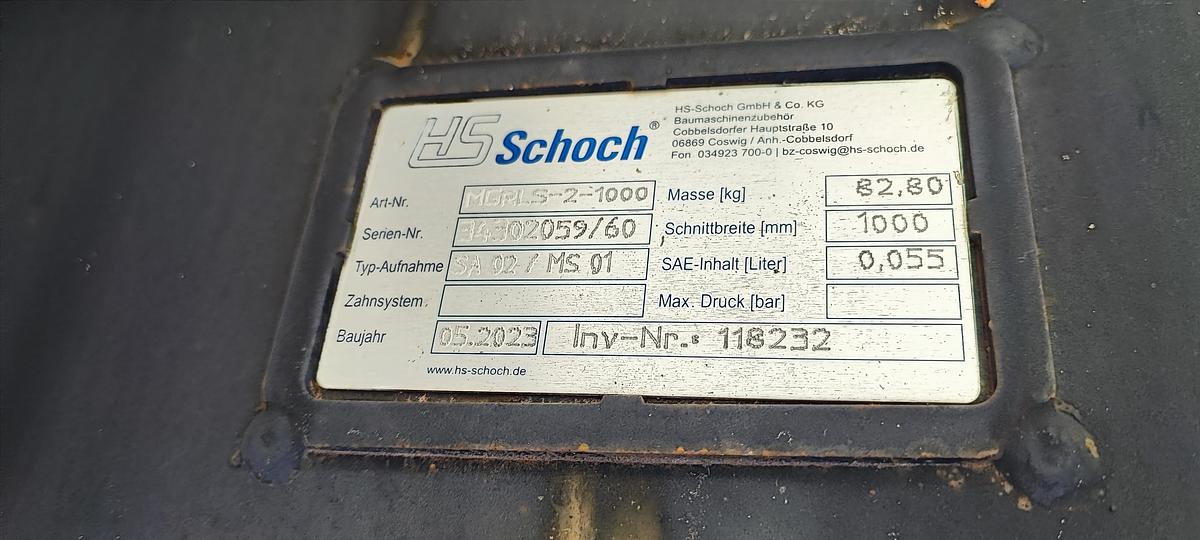 HS Schoch®
HS-Schoch GmbH & Co. KG
Baumaschinenzubehör
Cobbelsdorfer Hauptstraße 10
06869 Coswig / Anh.-Cobbelsdorf
Fon 034923 700-0 | bz-coswig@hs-schoch.de
Art-Nr. MGRLS-2-1000 Masse [kg] 82,80
Serien-Nr. 34302059/60 Schnittbreite [mm] 1000
Typ-Aufnahme SA 02 / MS 01 SAE-Inhalt [Liter] 0,055
Zahnsystem Max. Druck [bar]
Baujahr 05.2023 Inv-Nr.: 118232
www.hs-schoch.de